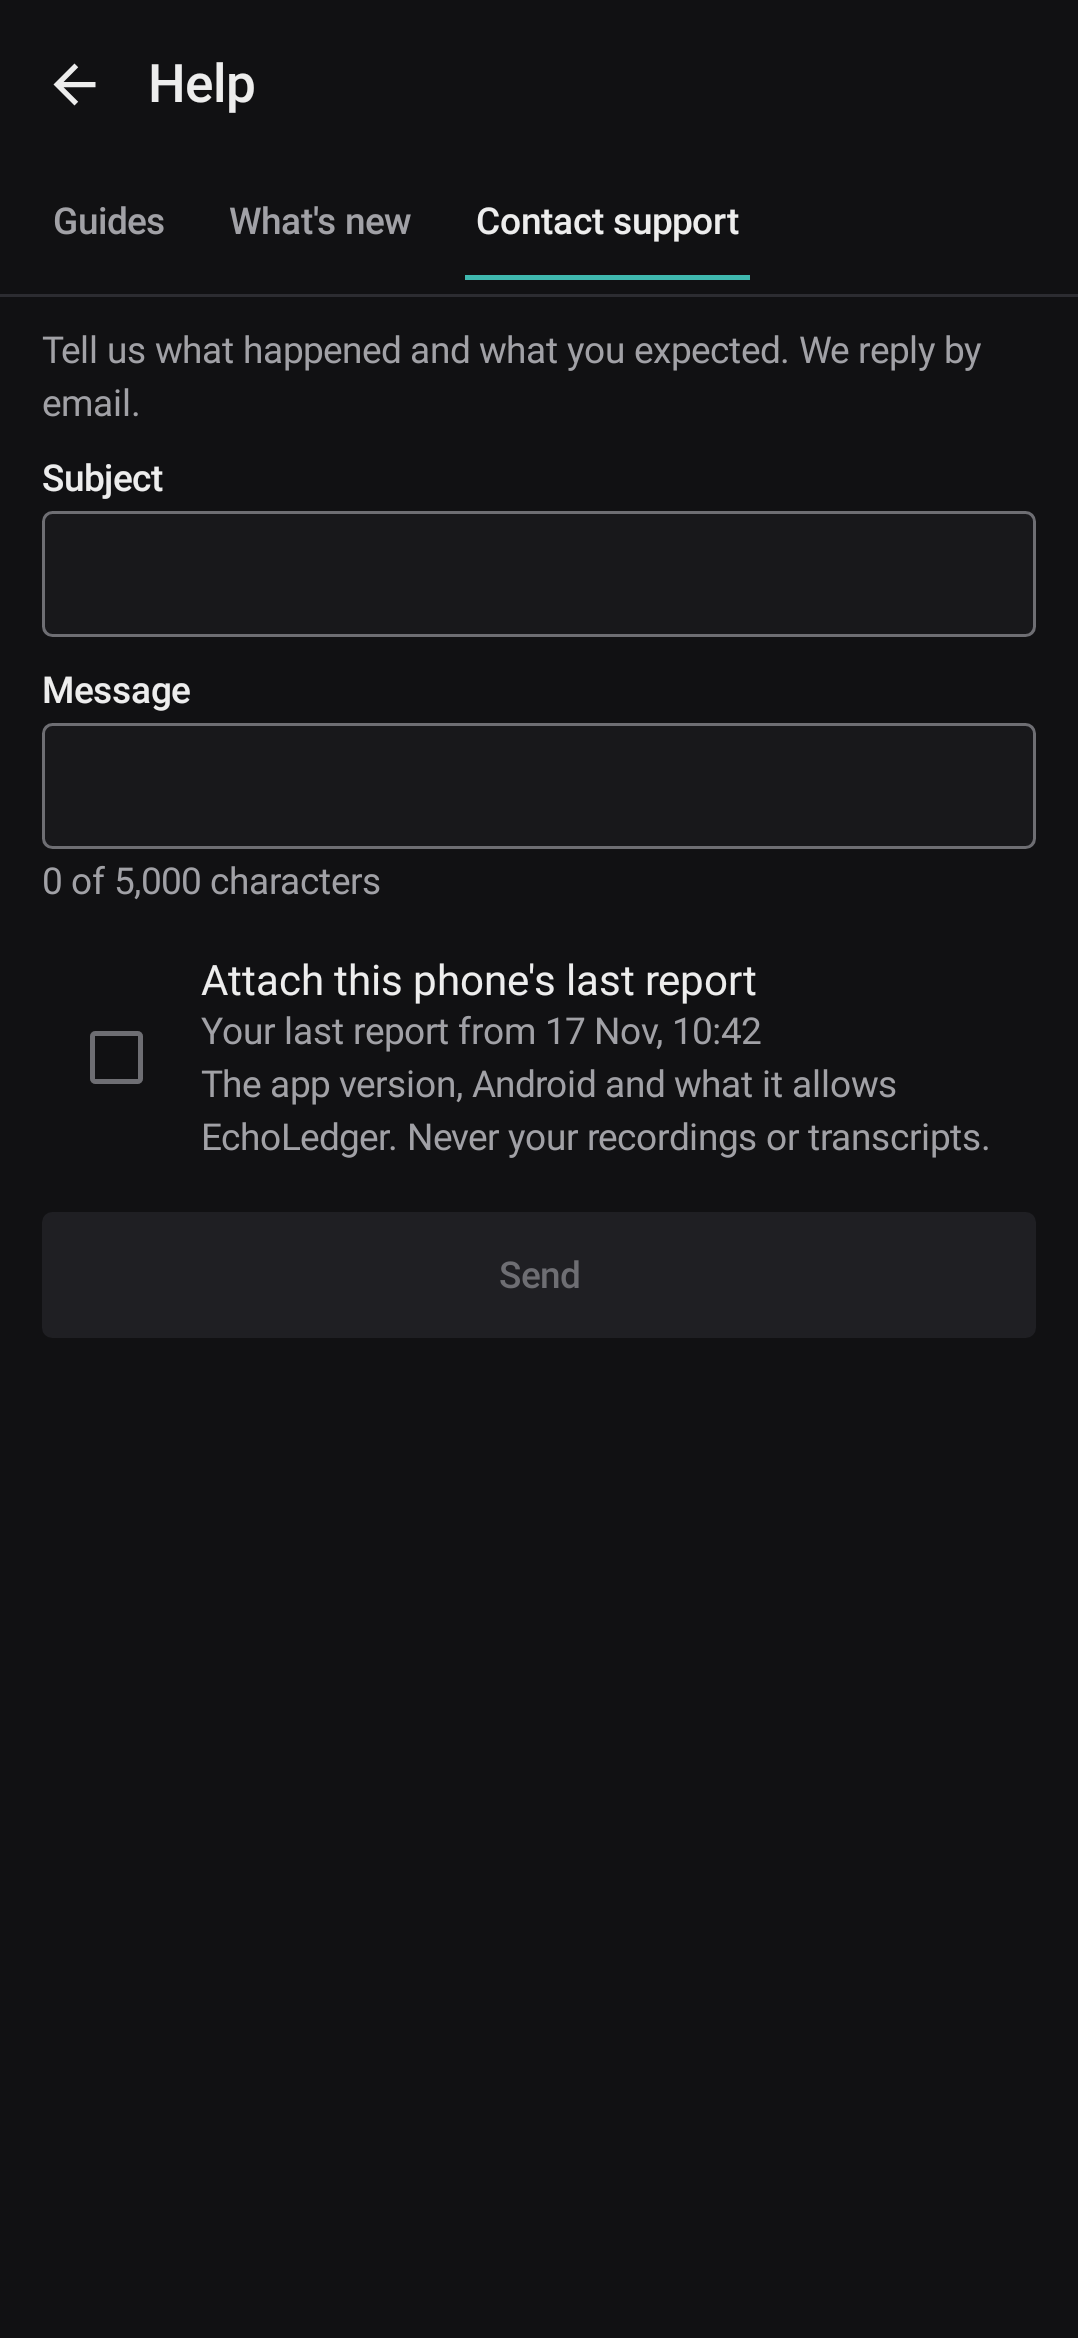 Help
Guides What's new Contact support
Tell us what happened and what you expected. We reply by
email.
Subject
Message
0 of 5,000 characters
Attach this phone's last report
Your last report from 17 Nov, 10:42
The app version, Android and what it allows
EchoLedger. Never your recordings or transcripts.
Send